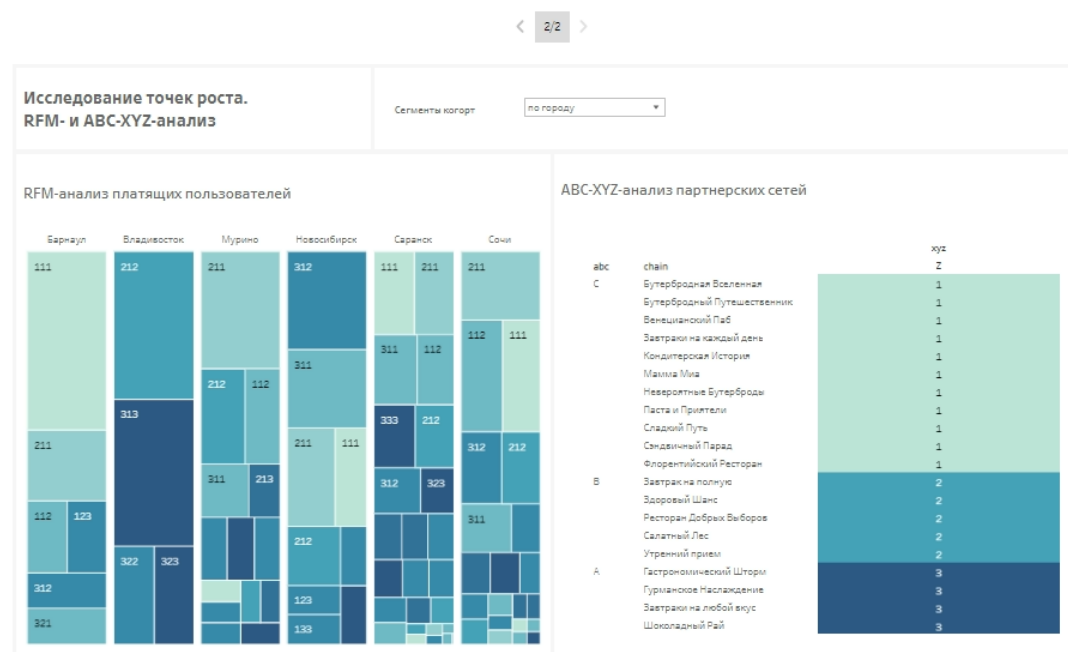 2/2
Исследование точек роста.
RFM- и ABC-XYZ-анализ
Сегменты когорт
по городу
RFM-анализ платящих пользователей
Барнаул Владивосток Мурино Новосибирск Саранск Сочи
111
211
112 123
312
321
212
313
322 323
211
212 112
311 213
312
311
211 111
212
123
133
111 211
311 112
333 212
312 323
211
112 111
312 212
311
ABC-XYZ-анализ партнерских сетей
xyz
abc chain Z
C Бутербродная Вселенная 1
Бутербродный Путешественник 1
Венецианский Паб 1
Завтраки на каждый день 1
Кондитерская История 1
Мамма Миа 1
Невероятные Бутерброды 1
Паста и Приятели 1
Сладкий Путь 1
Сэндвичный Парад 1
Флорентийский Ресторан 1
B Завтрак на полную 2
Здоровый Шанс 2
Ресторан Добрых Выборов 2
Салатный Лес 2
Утренний прием 2
A Гастрономический Шторм 3
Гурманское Наслаждение 3
Завтраки на любой вкус 3
Шоколадный Рай 3